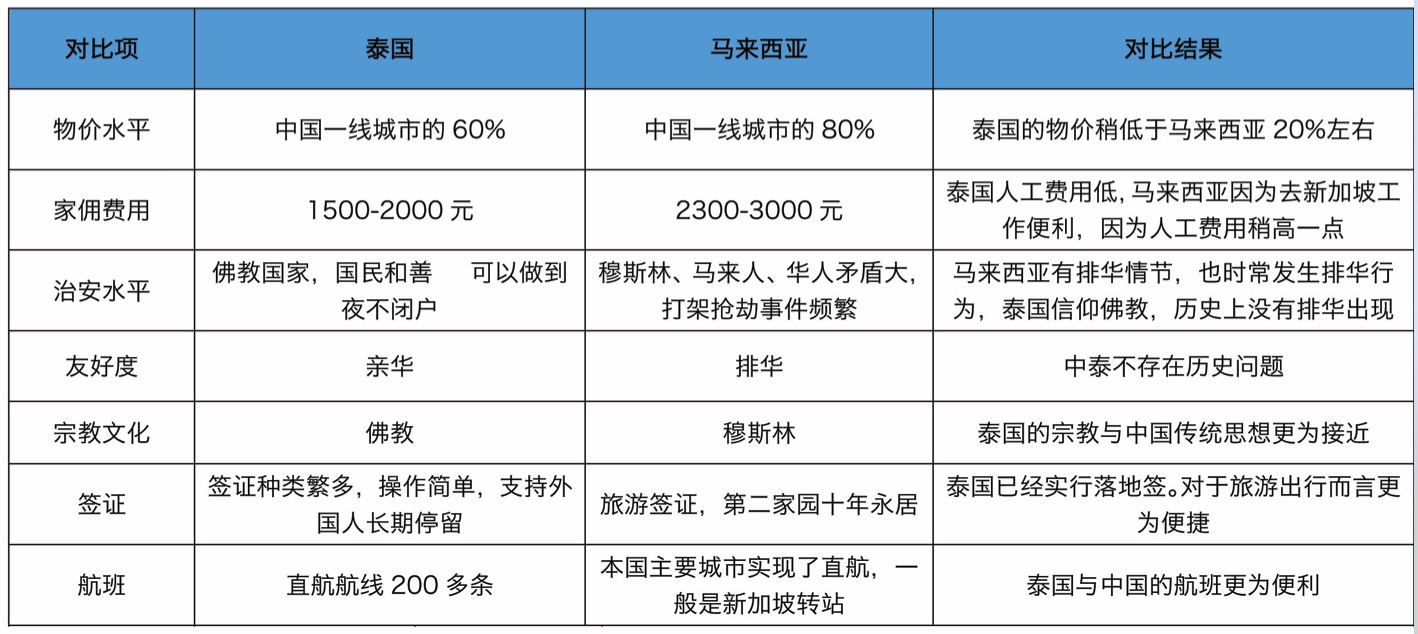 对比项 泰国 马来西亚 对比结果
物价水平 中国一线城市的 60% 中国一线城市的 80% 泰国的物价稍低于马来西亚 20%左右
家佣费用 1500-2000 元 2300-3000 元 泰国人工费用低, 马来西亚因为去新加坡工
作便利，因为人工费用稍高一点
治安水平 佛教国家，国民和善 可以做到
夜不闭户
穆斯林、马来人、华人矛盾大，
打架抢劫事件频繁
马来西亚有排华情节，也时常发生排华行
为，泰国信仰佛教，历史上没有排华出现
友好度 亲华 排华 中泰不存在历史问题
宗教文化 佛教 穆斯林 泰国的宗教与中国传统思想更为接近
签证 签证种类繁多，操作简单，支持外
国人长期停留
旅游签证，第二家园十年永居
泰国已经实行落地签。对于旅游出行而言更
为便捷
航班 直航航线 200 多条
本国主要城市实现了直航，一
般是新加坡转站
泰国与中国的航班更为便利